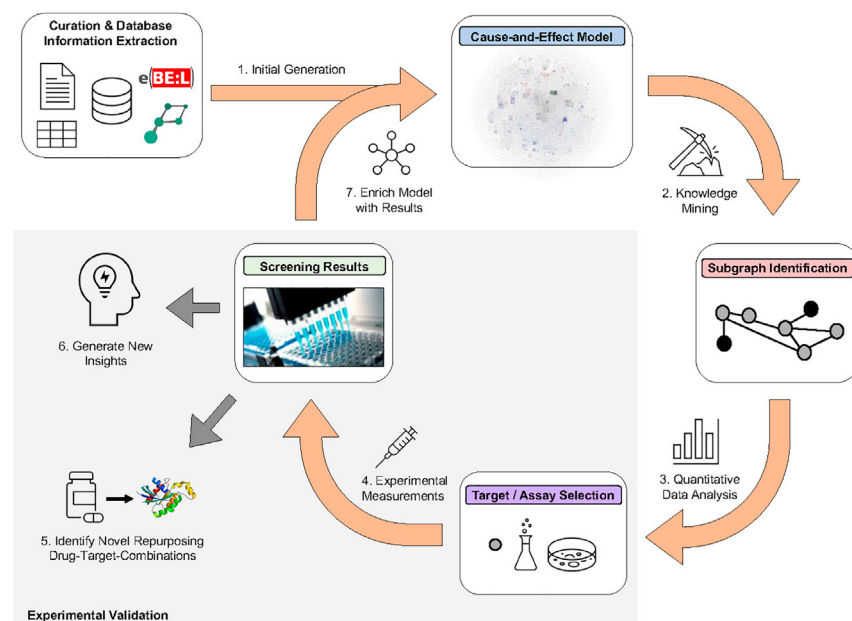 Curation & Database
Information Extraction
e(BE:L)
1. Initial Generation
Cause-and-Effect Model
2. Knowledge
Mining
7. Enrich Model
with Results
Subgraph Identification
Screening Results
6. Generate New
Insights
3. Quantitative
Data Analysis
4. Experimental
Measurements
Target / Assay Selection
5. Identify Novel Repurposing
Drug-Target-Combinations
Experimental Validation